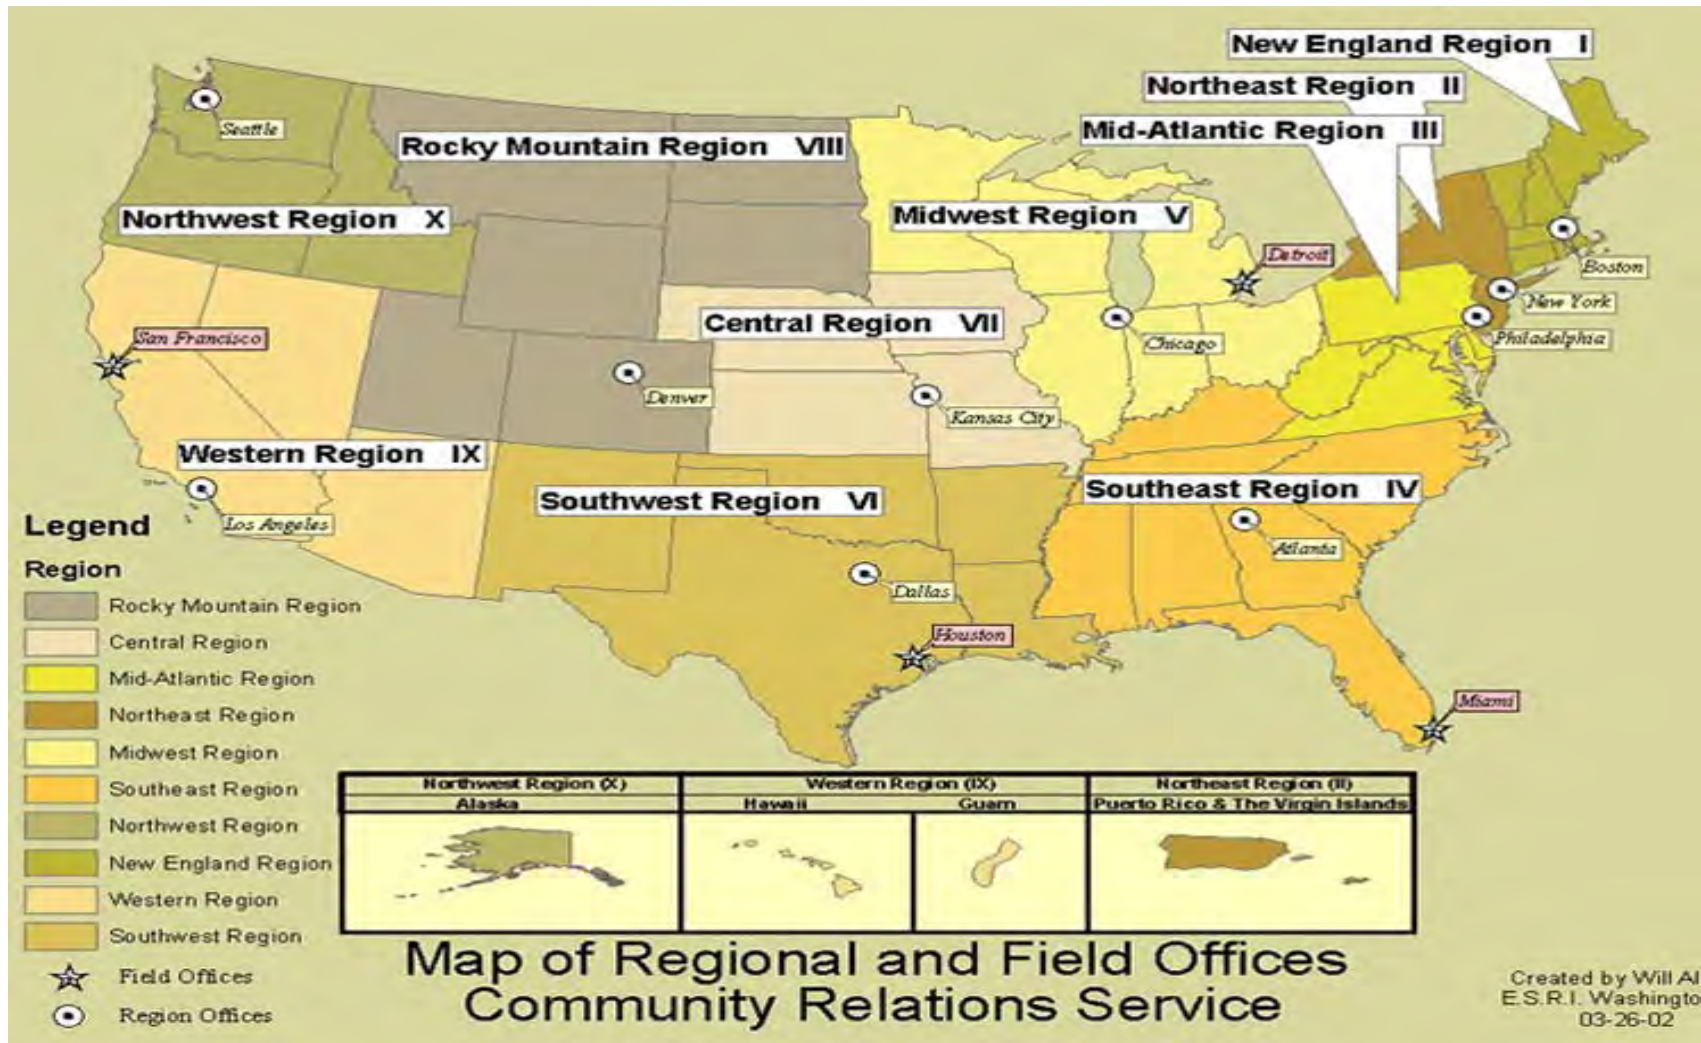 New England Region I
Northeast Region II
Mid-Atlantic Region III
Seattle
Rocky Mountain Region VIII
Northwest Region X
Midwest Region V
Detroit
Boston
New York
San Francisco
Central Region VII
Chicago
Philadelphia
Denver
Kansas City
Western Region IX
Southwest Region VI
Southeast Region IV
Los Angeles
Atlanta
Dallas
Houston
Miami
Legend
Region
Rocky Mountain Region
Central Region
Mid-Atlantic Region
Northeast Region
Midwest Region
Southeast Region
Northwest Region
New England Region
Western Region
Southwest Region
Field Offices
Region Offices
Northwest Region (X)
Alaska
Western Region (IX)
Hawaii
Guam
Northeast Region (II)
Puerto Rico & The Virgin Islands
Map of Regional and Field Offices
Community Relations Service
Created by Will Al
E.S.R.I. Washingto
03-26-02